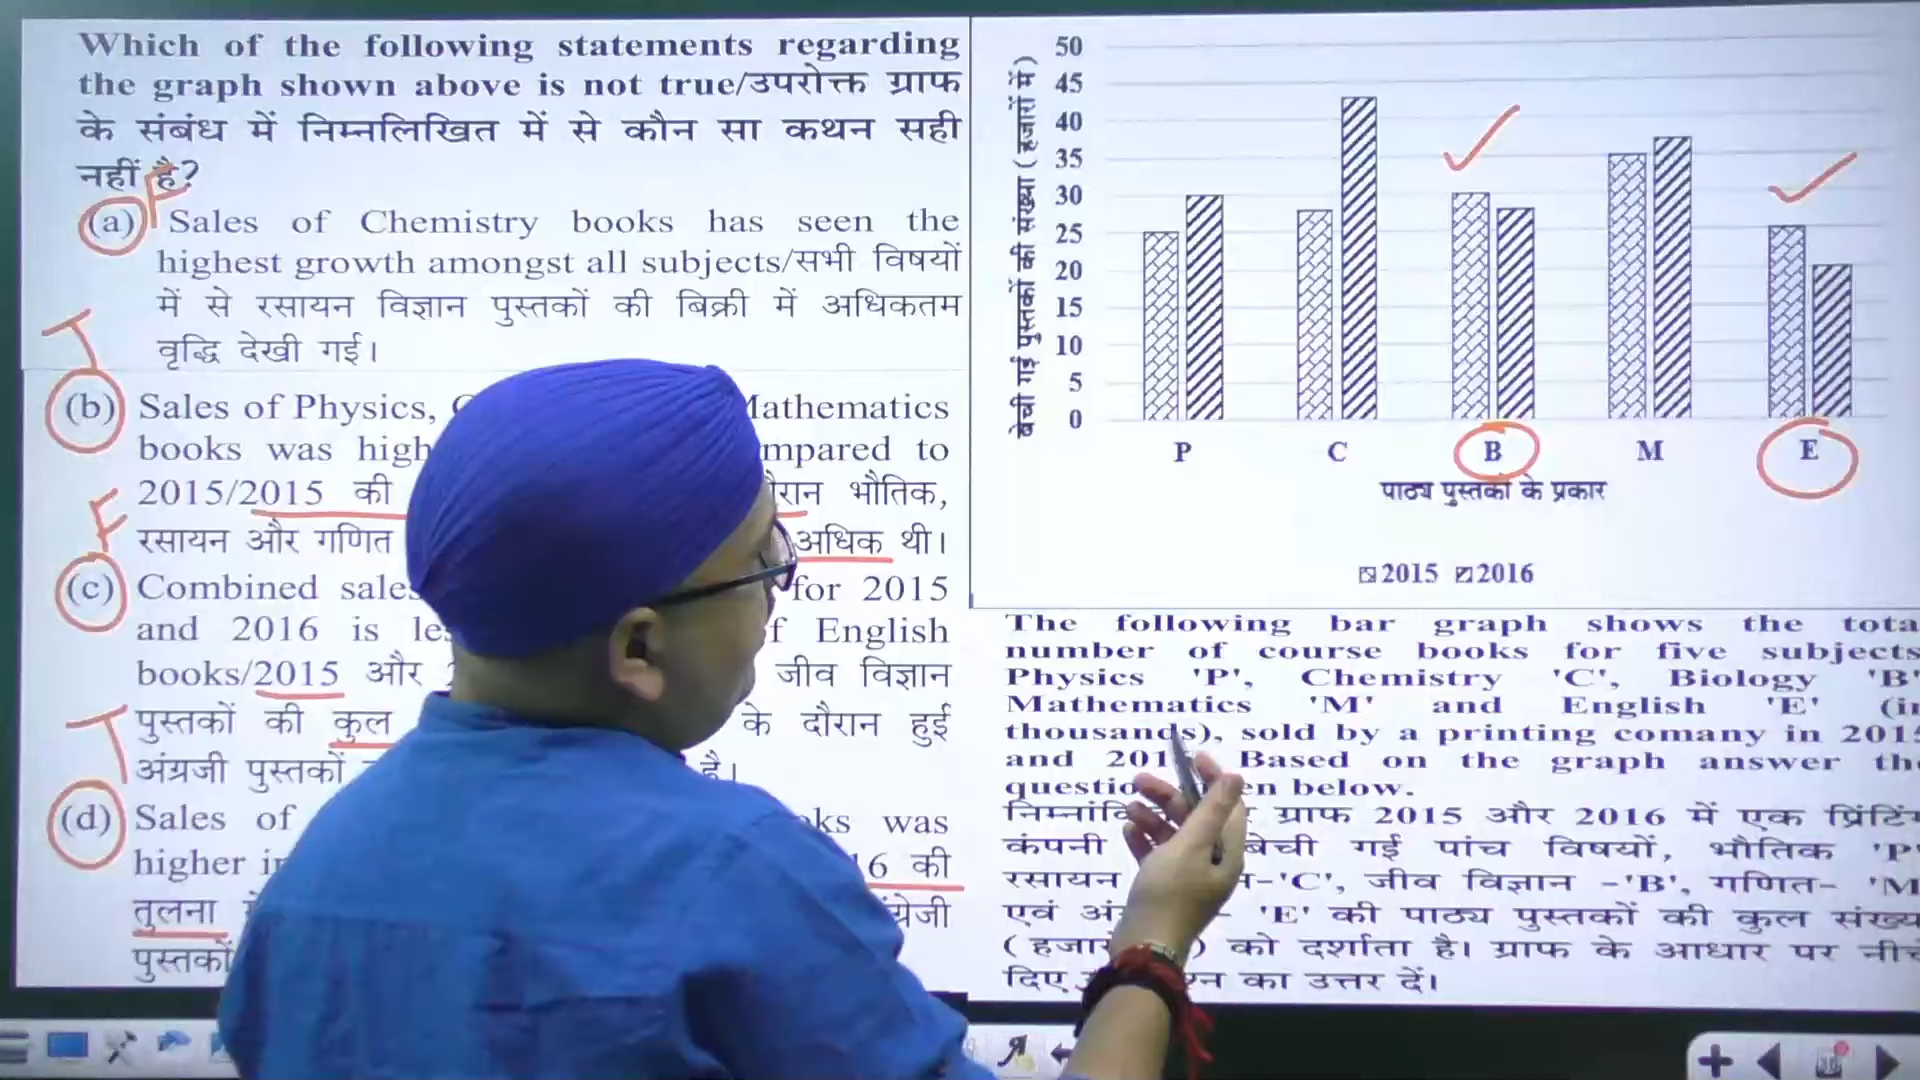 Which of the following statements regarding
the graph shown above is not true/उपरोक्त ग्राफ
के संबंध में निम्नलिखित में से कौन सा कथन सही
नहीं है?
F
(a) Sales of Chemistry books has seen the
highest growth amongst all subjects/सभी विषयों
में से रसायन विज्ञान पुस्तकों की बिक्री में अधिकतम
वृद्धि देखी गई।
T
(b) Sales of Physics, Mathematics
books was high mpared to
2015/2015 की भौतिक,
रसायन और गणित अधिक थी।
F
(c) Combined sales for 2015
and 2016 is les English
books/2015 और जीव विज्ञान
पुस्तकों की कुल के दौरान हुई
अंग्रजी पुस्तकों है।
T
(d) Sales of was
higher in 6 की
तुलना
पुस्तकों
बेची गई पुस्तकों की संख्या (हजारों में)
50
45
40
35
30
25
20
15
10
5
0
P C B M E
पाठ्य पुस्तकों के प्रकार
2015 2016
The following bar graph shows the tota
number of course books for five subjects
Physics 'P', Chemistry 'C', Biology 'B'
Mathematics 'M' and English 'E' (in
thousands), sold by a printing comany in 2015
and 201 Based on the graph answer the
questio en below.
ग्राफ 2015 और 2016 में एक प्रिंटिंग
कंपनी बेची गई पांच विषयों, भौतिक 'P'
रसायन -'C', जीव विज्ञान -'B', गणित- 'M
एवं - 'E' की पाठ्य पुस्तकों की कुल संख्य
) को दर्शाता है। ग्राफ के आधार पर नीच
दिए का उत्तर दें।